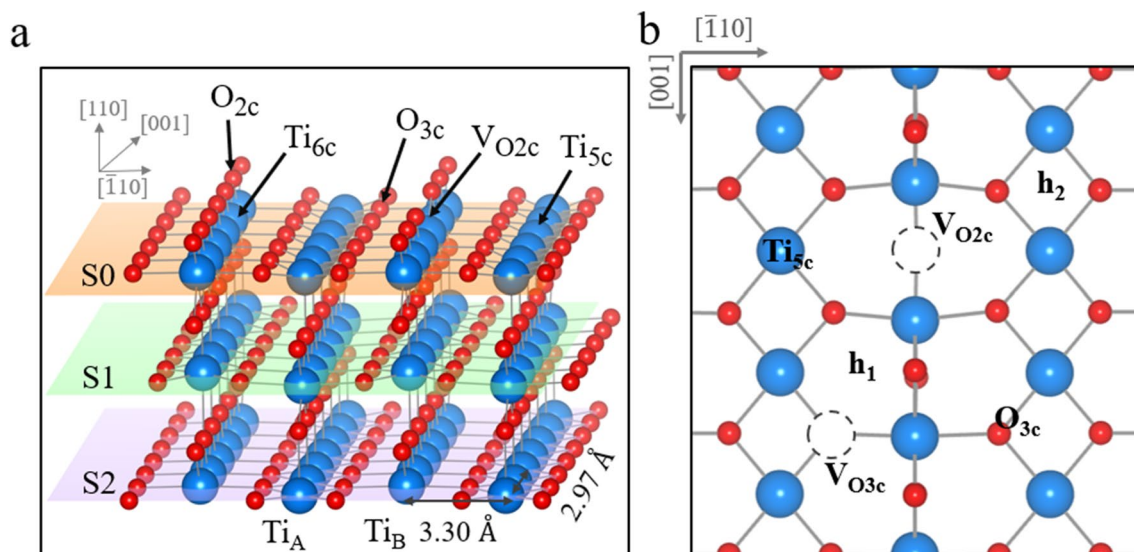 a
b
[110]
[001]
[1̅10]
O2c
Ti6c
O3c
VO2c
Ti5c
S0
S1
S2
TiA
TiB
3.30 Å
2.97 Å
[1̅10]
[001]
h2
VO2c
Ti5c
h1
O3c
VO3c